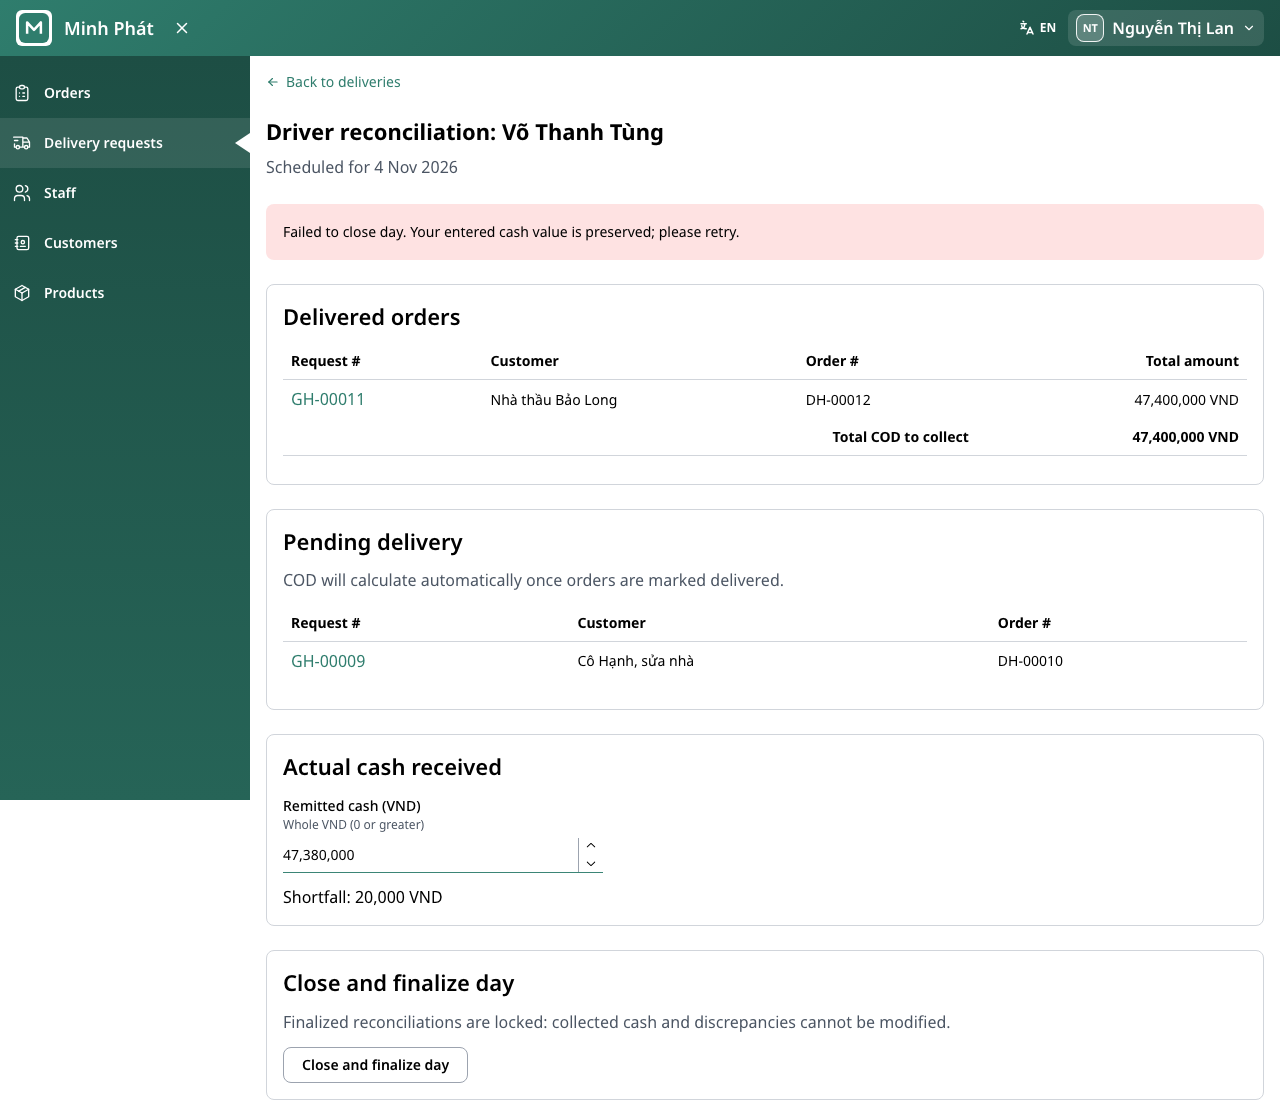 Minh Phát
EN
NT
Nguyễn Thị Lan
Orders
Delivery requests
Staff
Customers
Products
Back to deliveries
Driver reconciliation: Võ Thanh Tùng
Scheduled for 4 Nov 2026
Failed to close day. Your entered cash value is preserved; please retry.
Delivered orders
Request # Customer Order # Total amount
GH-00011 Nhà thầu Bảo Long DH-00012 47,400,000 VND
Total COD to collect 47,400,000 VND
Pending delivery
COD will calculate automatically once orders are marked delivered.
Request # Customer Order #
GH-00009 Cô Hạnh, sửa nhà DH-00010
Actual cash received
Remitted cash (VND)
Whole VND (0 or greater)
47,380,000
Shortfall: 20,000 VND
Close and finalize day
Finalized reconciliations are locked: collected cash and discrepancies cannot be modified.
Close and finalize day